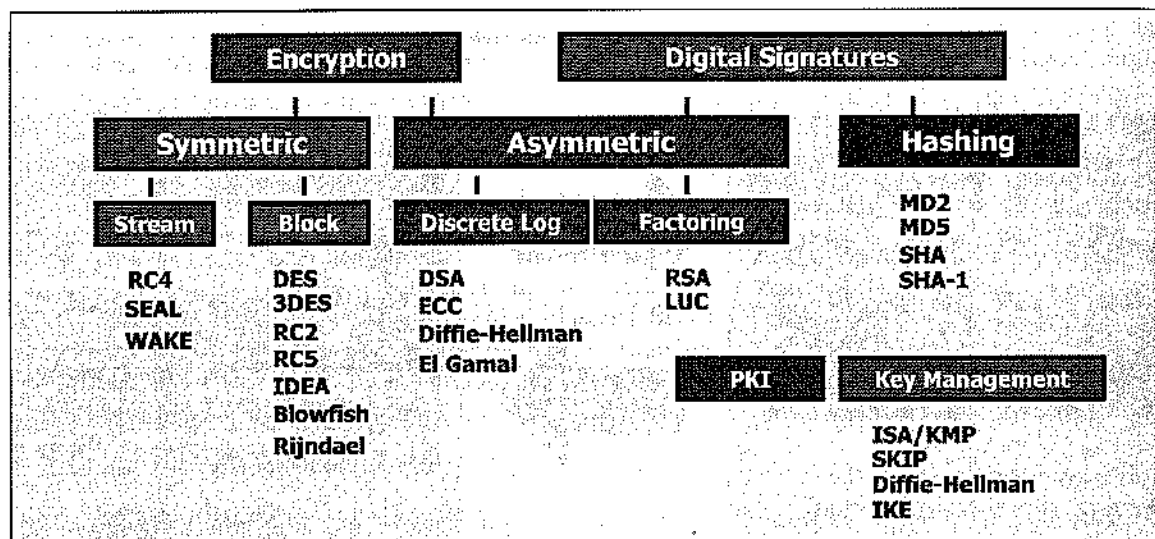 Encryption
Digital Signatures
Symmetric
Asymmetric
Hashing
Stream
Block
Discrete Log
Factoring
RC4
SEAL
WAKE
DES
3DES
RC2
RC5
IDEA
Blowfish
Rijndael
DSA
ECC
Diffie-Hellman
El Gamal
RSA
LUC
MD2
MD5
SHA
SHA-1
PKI
Key Management
ISA/KMP
SKIP
Diffie-Hellman
IKE